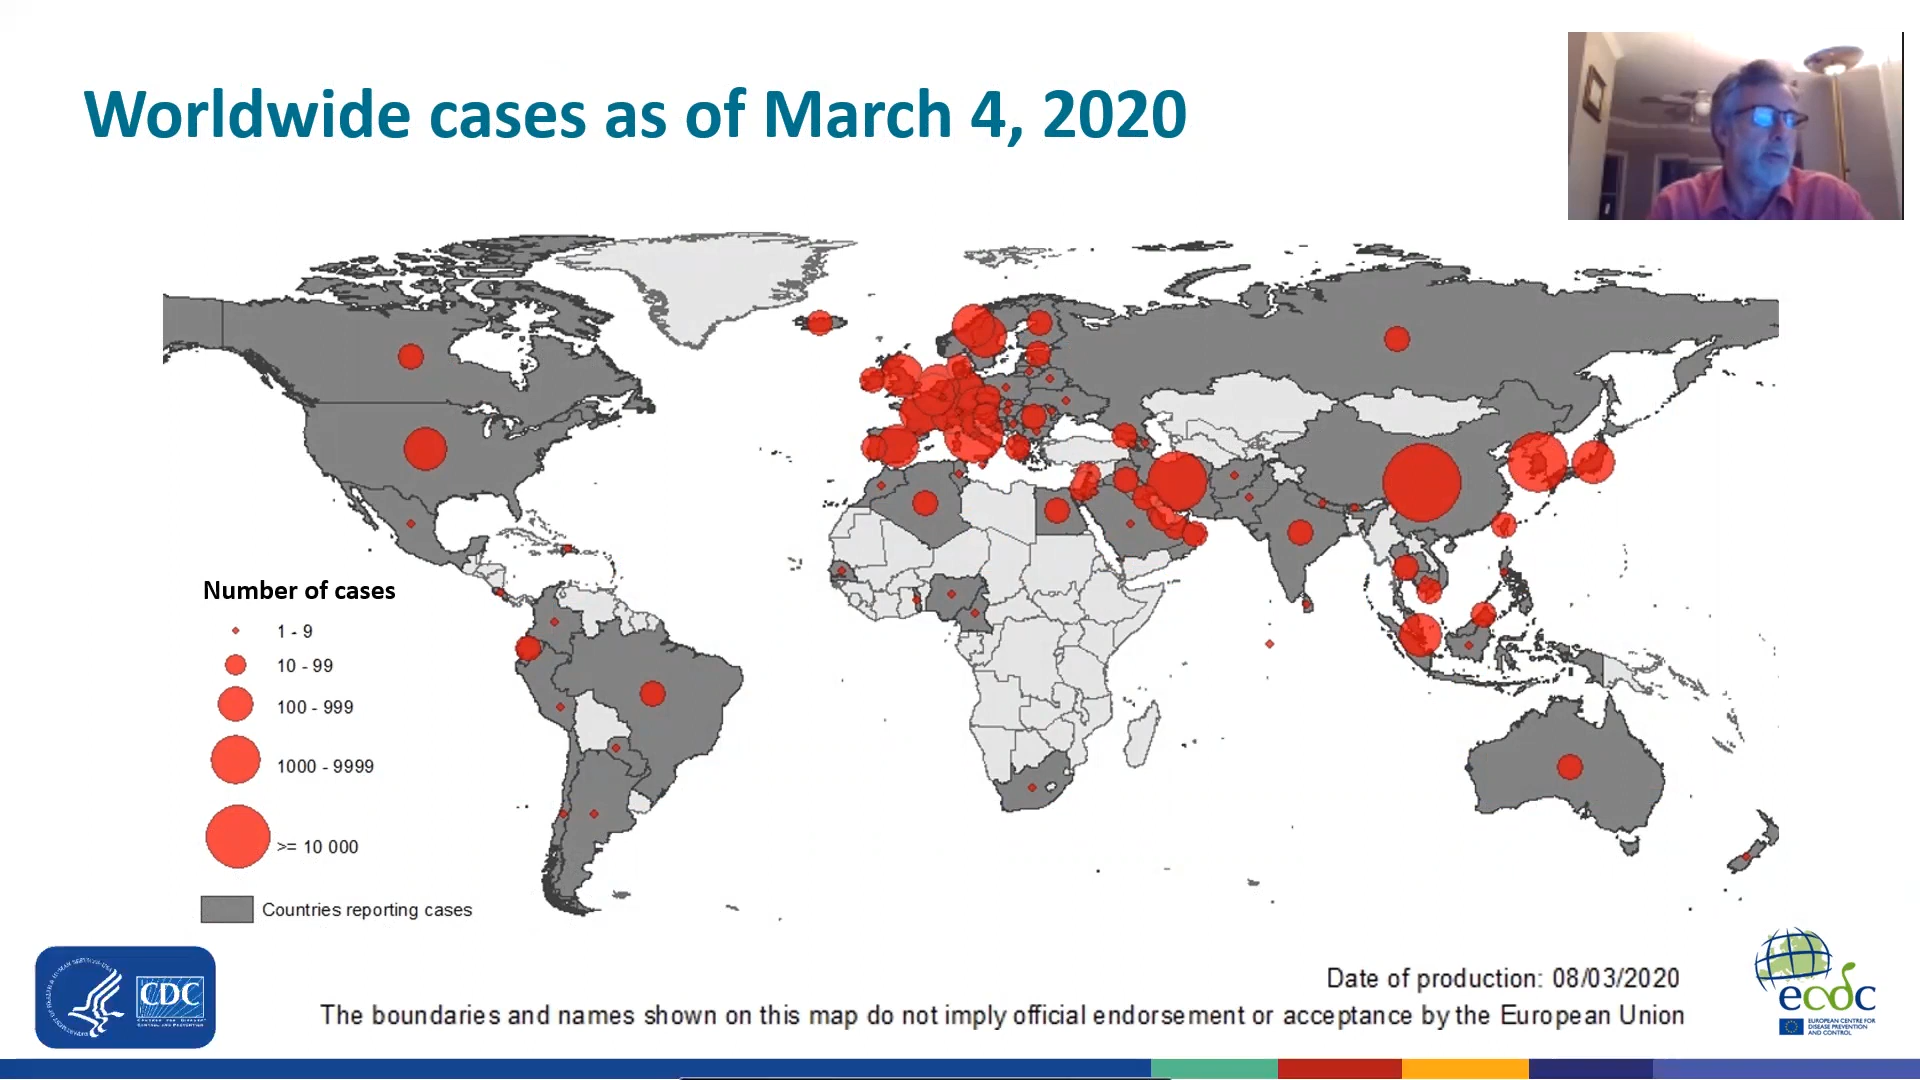 Worldwide cases as of March 4, 2020
Number of cases
1 - 9
10 - 99
100 - 999
1000 - 9999
>= 10 000
Countries reporting cases
CDC
Date of production: 08/03/2020
The boundaries and names shown on this map do not imply official endorsement or acceptance by the European Union
ecdc
EUROPEAN CENTRE FOR
DISEASE PREVENTION
AND CONTROL